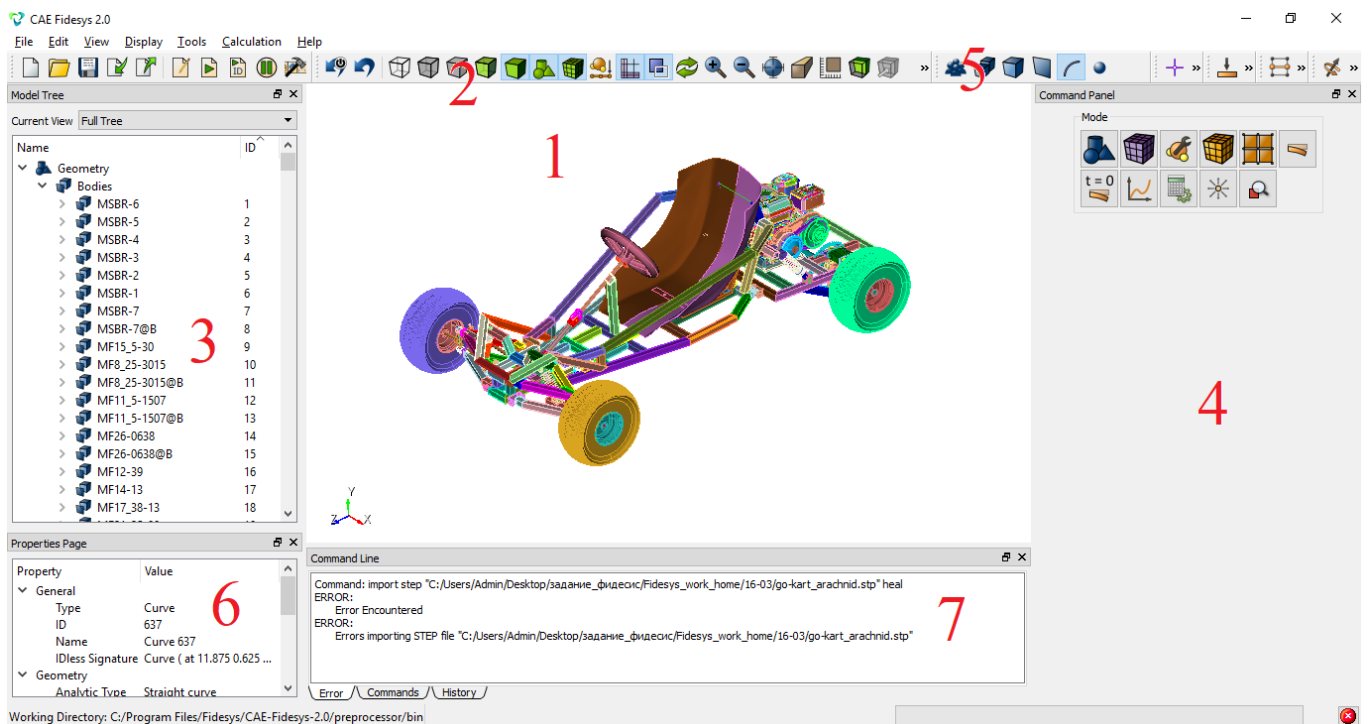 CAE Fidesys 2.0
File Edit View Display Tools Calculation Help
2
5
Model Tree
Command Panel
Current View Full Tree
Mode
Name ID
Geometry
Bodies
MSBR-6 1
MSBR-5 2
MSBR-4 3
MSBR-3 4
MSBR-2 5
MSBR-1 6
MSBR-7 7
MSBR-7@B 8
MF15_5-30 9
MF8_25-3015 10
MF8_25-3015@B 11
MF11_5-1507 12
MF11_5-1507@B 13
MF26-0638 14
MF26-0638@B 15
MF12-39 16
MF14-13 17
MF17_38-13 18
3
1
Y
Z X
t = 0
4
Properties Page
Property Value
General
Type Curve
ID 637
Name Curve 637
IDless Signature Curve ( at 11.875 0.625 ...
Geometry
Analytic Type Straight curve
6
Command Line
Command: import step "C:/Users/Admin/Desktop/задание_фидесис/Fidesys_work_home/16-03/go-kart_arachnid.stp" heal
ERROR:
Error Encountered
ERROR:
Errors importing STEP file "C:/Users/Admin/Desktop/задание_фидесис/Fidesys_work_home/16-03/go-kart_arachnid.stp"
7
Error Commands History
Working Directory: C:/Program Files/Fidesys/CAE-Fidesys-2.0/preprocessor/bin